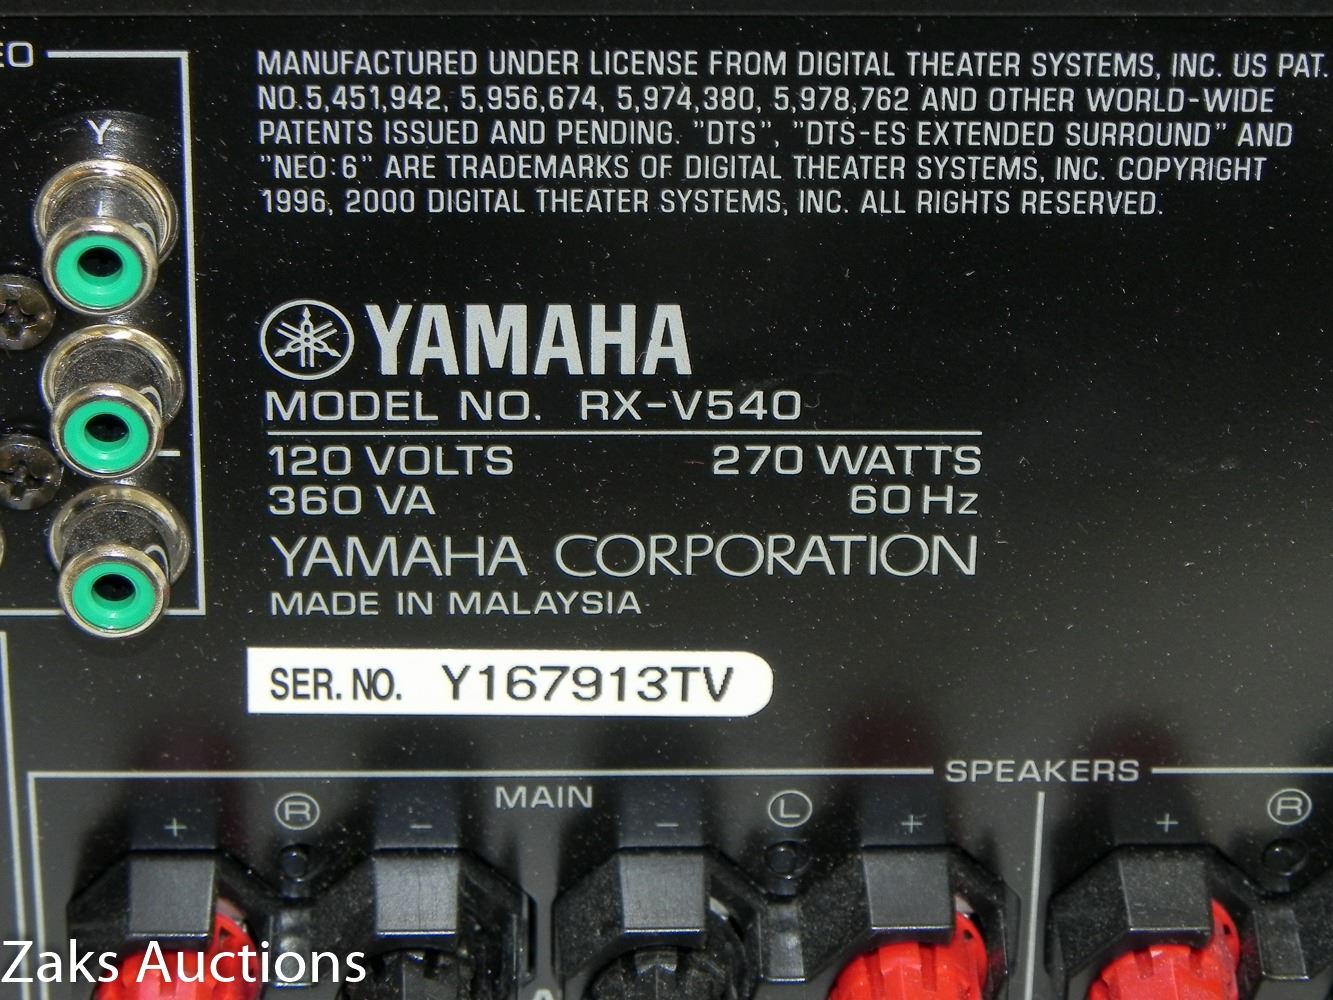 EO
Y
MANUFACTURED UNDER LICENSE FROM DIGITAL THEATER SYSTEMS, INC. US PAT.
NO.5,451,942, 5,956,674, 5,974,380, 5,978,762 AND OTHER WORLD-WIDE
PATENTS ISSUED AND PENDING. "DTS", "DTS-ES EXTENDED SURROUND" AND
"NEO:6" ARE TRADEMARKS OF DIGITAL THEATER SYSTEMS, INC. COPYRIGHT
1996, 2000 DIGITAL THEATER SYSTEMS, INC. ALL RIGHTS RESERVED.
YAMAHA
MODEL NO. RX-V540
120 VOLTS 270 WATTS
360 VA 60 Hz
YAMAHA CORPORATION
MADE IN MALAYSIA
SER. NO. Y167913TV
SPEAKERS
MAIN
+ R - - L + + R
Zaks Auctions